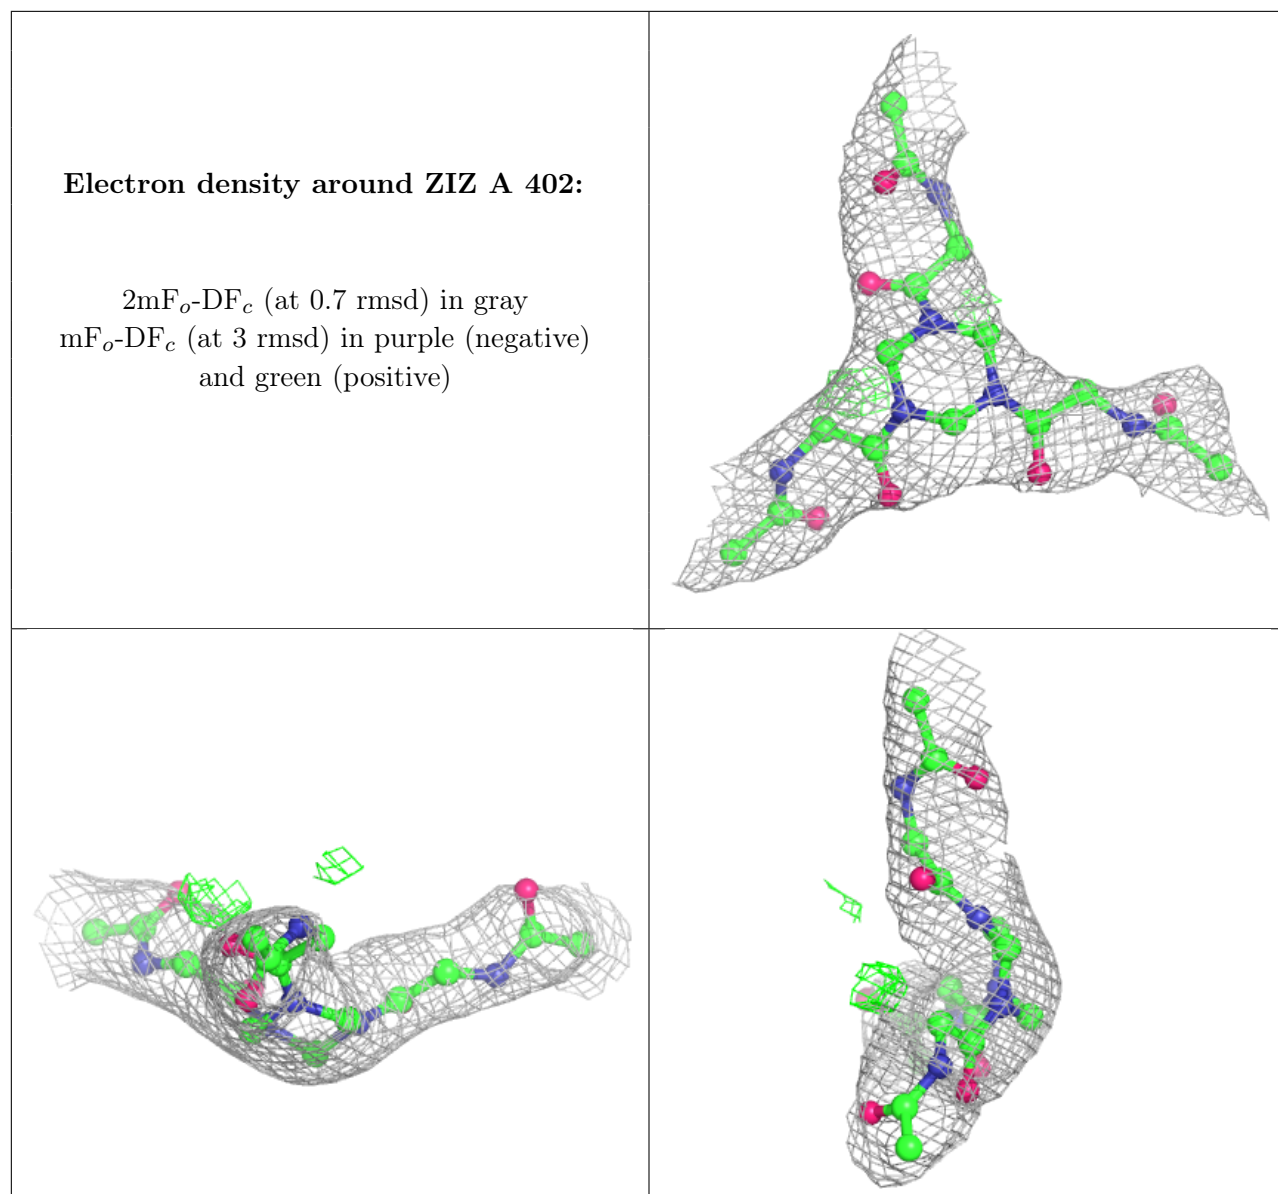 Electron density around ZIZ A 402:
2mFo-DFc (at 0.7 rmsd) in gray
mFo-DFc (at 3 rmsd) in purple (negative)
and green (positive)